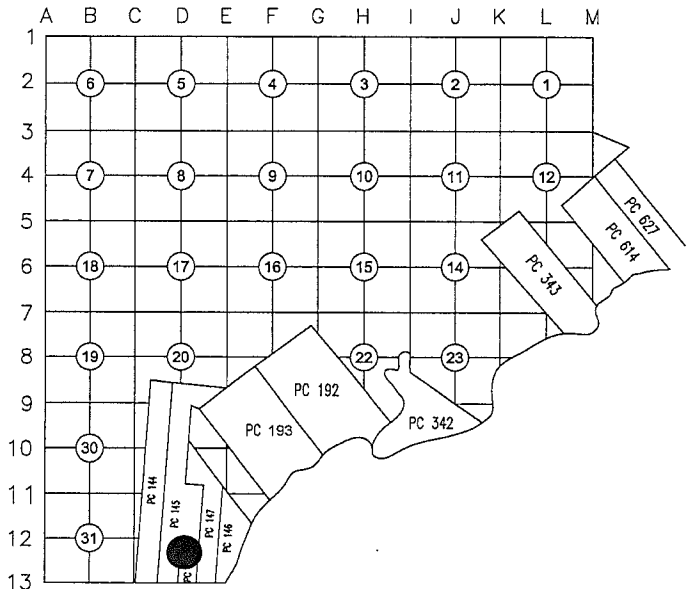 A B C D E F G H I J K L M
1
2 6 5 4 3 2 1
3
4 7 8 9 10 11 12
5
6 18 17 16 15 14
7
8 19 20 22 23
9
10 30
11
12 31
13
PC 627
PC 614
PC 343
PC 192
PC 193
PC 342
PC 144
PC 145
PC 147
PC 146
PC